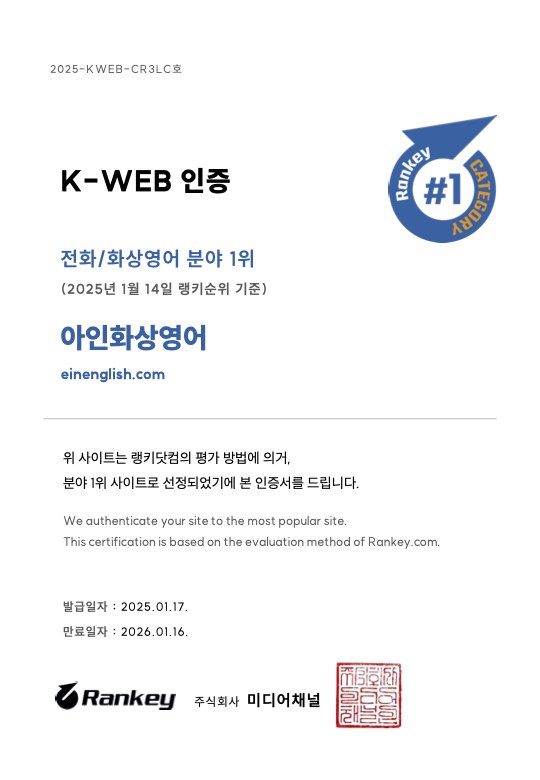 2025-KWEB-CR3LC호
K-WEB 인증
Rankey
#1
CATEGORY
전화/화상영어 분야 1위
(2025년 1월 14일 랭키순위 기준)
아인화상영어
einenglish.com
위 사이트는 랭키닷컴의 평가 방법에 의거,
분야 1위 사이트로 선정되었기에 본 인증서를 드립니다.
We authenticate your site to the most popular site.
This certification is based on the evaluation method of Rankey.com.
발급일자 : 2025.01.17.
만료일자 : 2026.01.16.
Rankey 주식회사 미디어채널